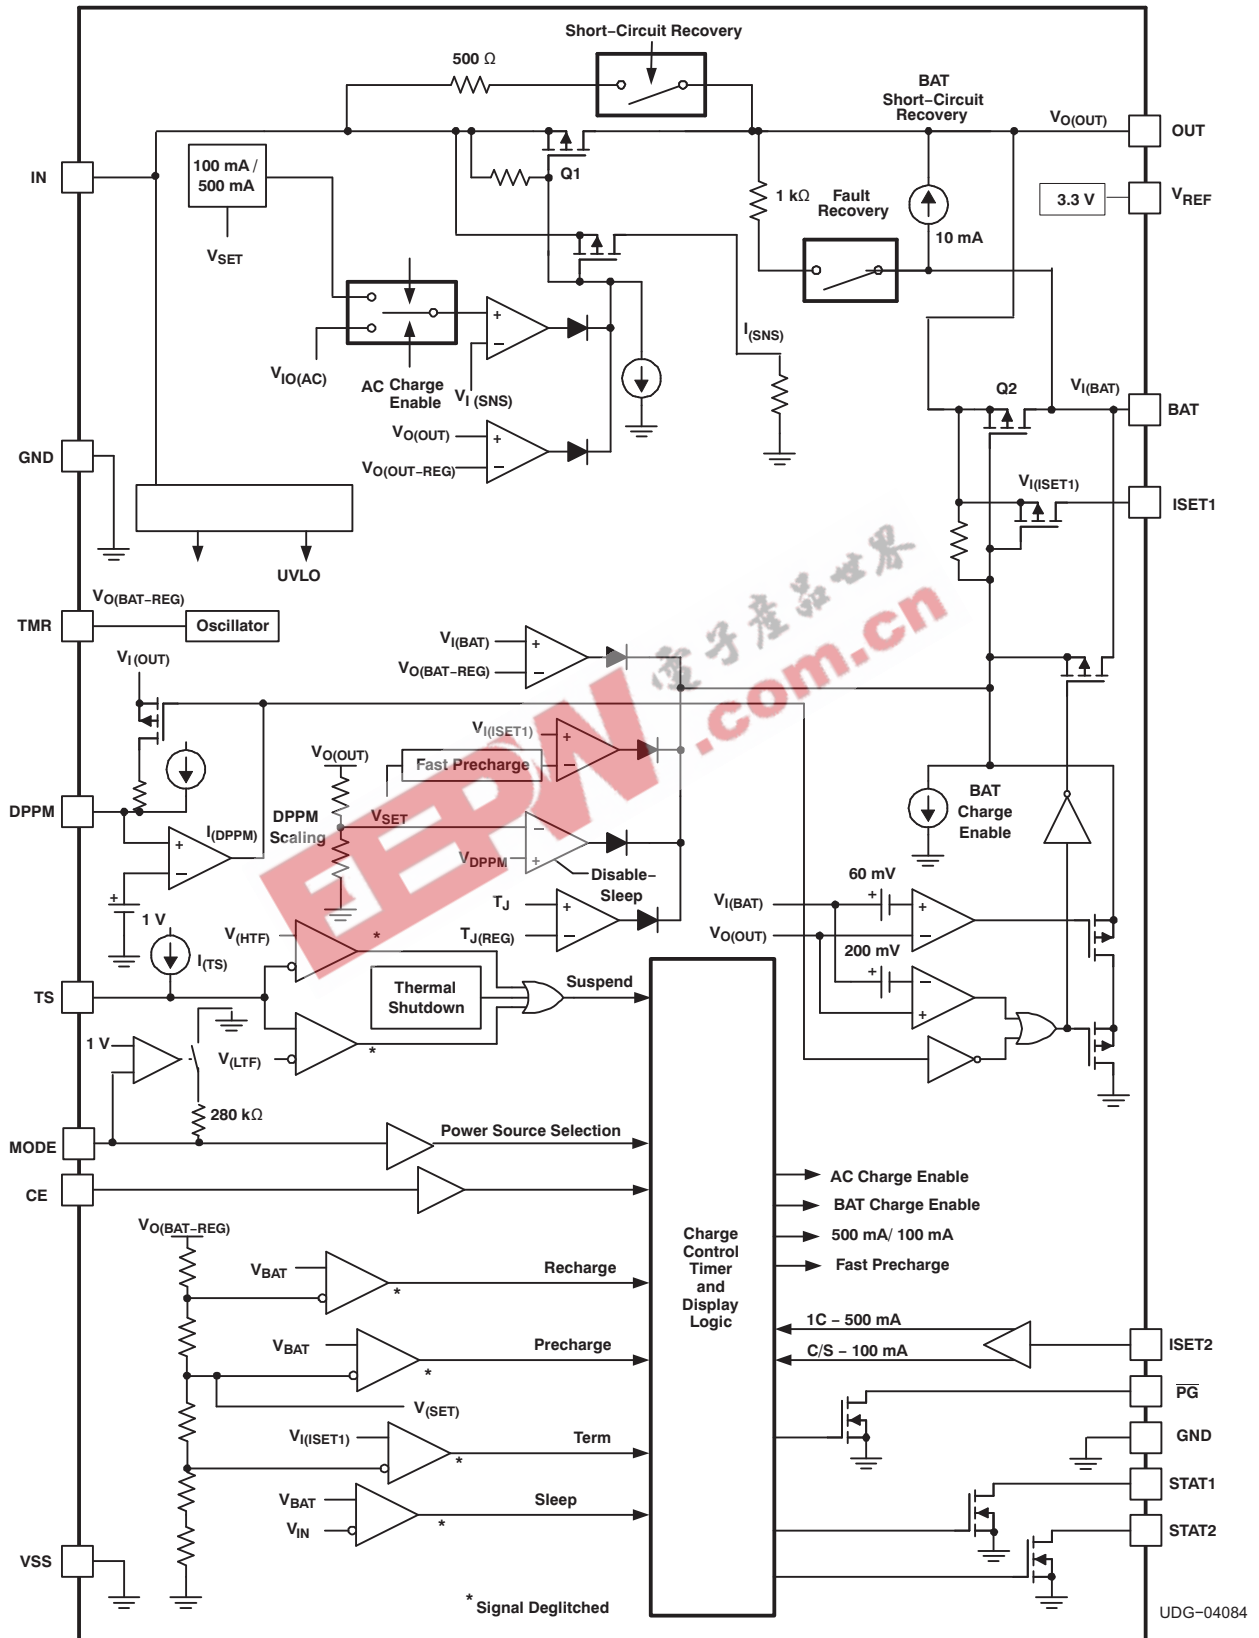 Short−Circuit Recovery
500 Ω
BAT
Short−Circuit
Recovery
VO(OUT)
OUT
IN
100 mA /
500 mA
Q1
1 kΩ
Fault
Recovery
3.3 V
VREF
VSET
10 mA
I(SNS)
VIO(AC)
AC Charge
Enable
VI (SNS)
Q2
VI(BAT)
BAT
VO(OUT)
GND
VO(OUT−REG)
VI(ISET1)
ISET1
UVLO
VO(BAT−REG)
TMR
Oscillator
VI(BAT)
VO(BAT−REG)
VI(OUT)
電子產品世界
.com.cn
EEPW
VI(ISET1)
VO(OUT)
Fast Precharge
BAT
Charge
Enable
DPPM
I(DPPM)
DPPM
Scaling
VSET
VDPPM
Disable−
Sleep
60 mV
1 V
TJ
VI(BAT)
V(HTF)
*
TJ(REG)
VO(OUT)
200 mV
I(TS)
TS
Thermal
Shutdown
Suspend
1 V
V(LTF)
*
280 kΩ
MODE
Power Source Selection
CE
AC Charge Enable
BAT Charge Enable
500 mA/ 100 mA
Fast Precharge
VO(BAT−REG)
Charge
Control
Timer
and
Display
Logic
VBAT
Recharge
*
1C − 500 mA
C/S − 100 mA
ISET2
VBAT
Precharge
*
PG
V(SET)
VI(ISET1)
Term
*
GND
STAT1
VBAT
VIN
Sleep
*
STAT2
VSS
* Signal Deglitched
UDG−04084